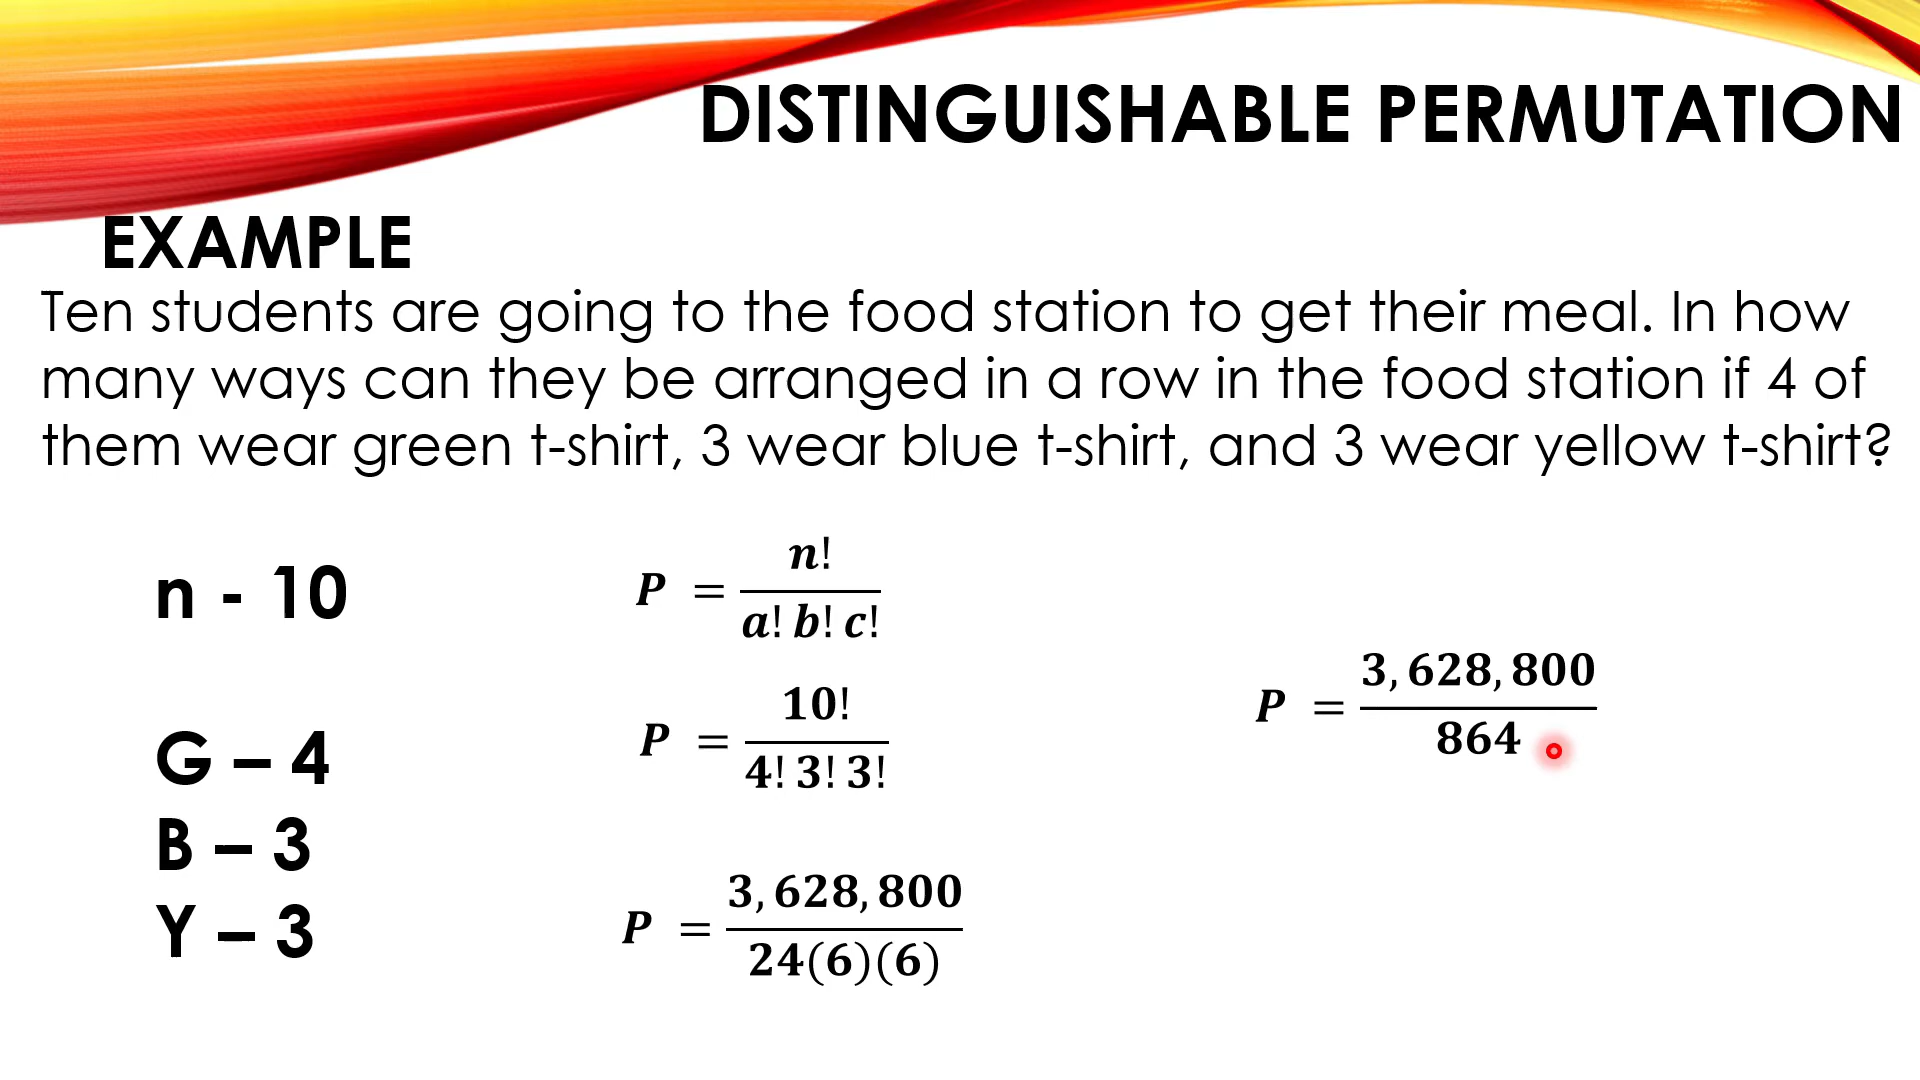 DISTINGUISHABLE PERMUTATION
EXAMPLE
Ten students are going to the food station to get their meal. In how
many ways can they be arranged in a row in the food station if 4 of
them wear green t-shirt, 3 wear blue t-shirt, and 3 wear yellow t-shirt?
n - 10
G – 4
B – 3
Y – 3
P = n! / a! b! c!
P = 10! / 4! 3! 3!
P = 3,628,800 / 24(6)(6)
P = 3,628,800 / 864